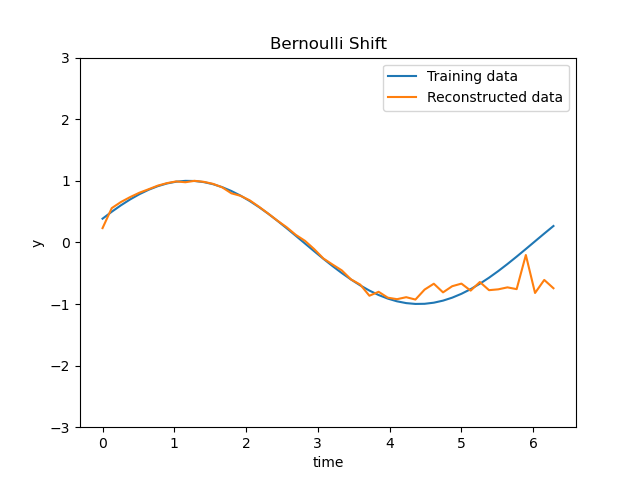 Bernoulli Shift
Training data
Reconstructed data
y
3
2
1
0
−1
−2
−3
0 1 2 3 4 5 6
time